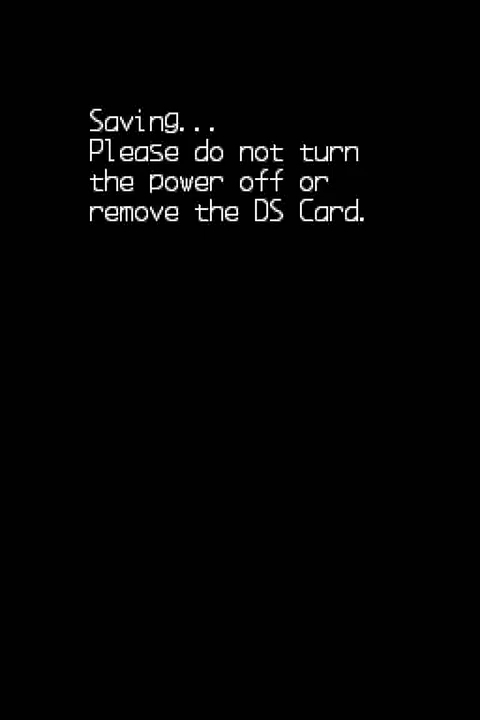 Saving...
Please do not turn
the power off or
remove the DS Card.